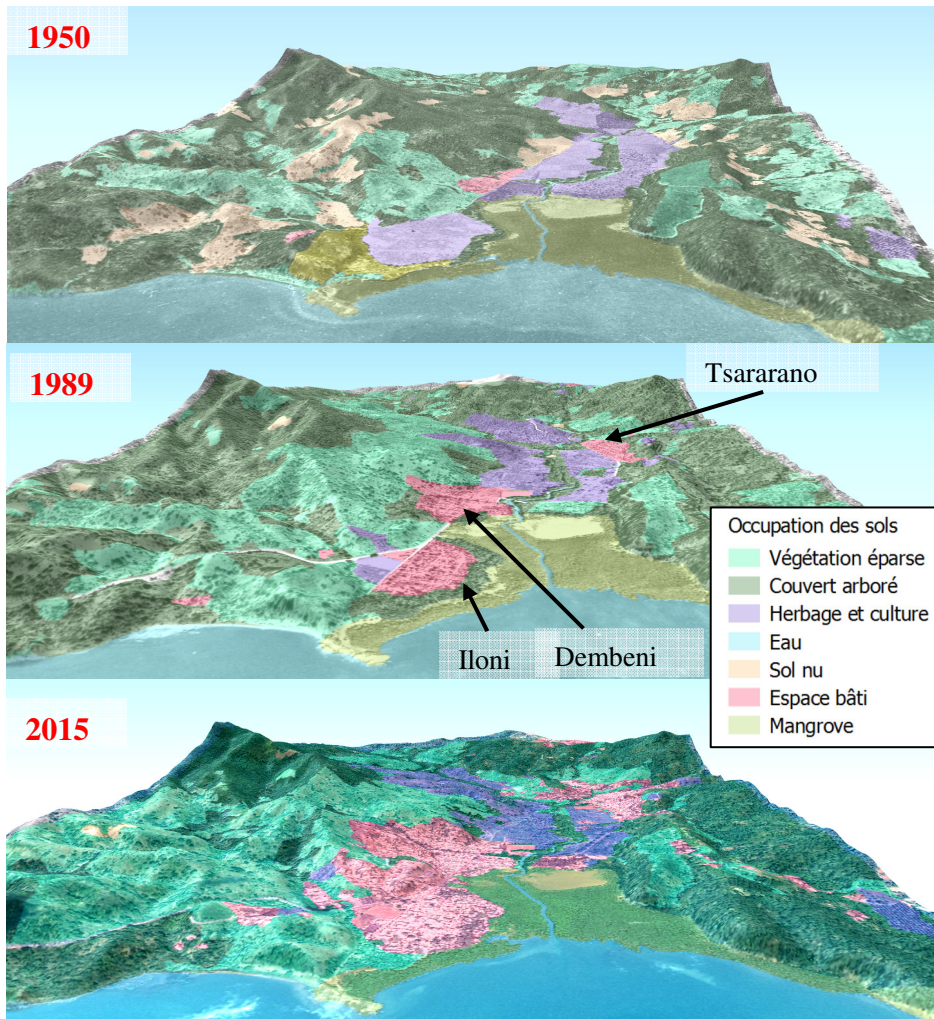 1950
1989
Tsararano
Iloni
Dembeni
Occupation des sols
Végétation éparse
Couvert arboré
Herbage et culture
Eau
Sol nu
Espace bâti
Mangrove
2015